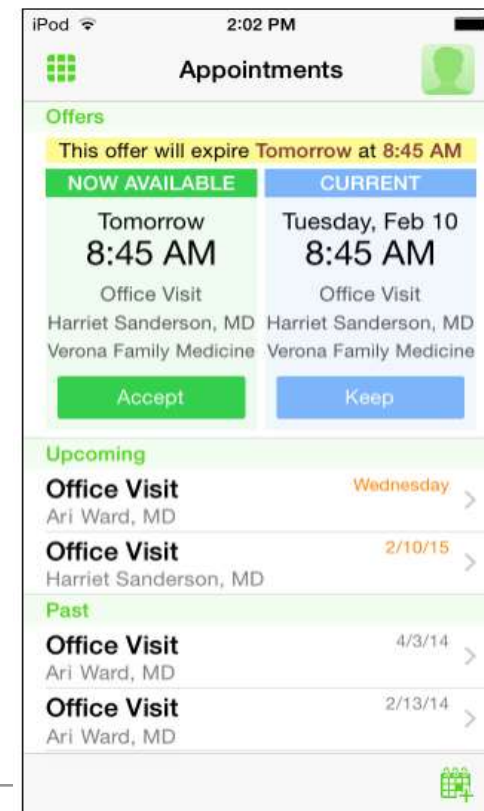 iPod 2:02 PM
Appointments
Offers
This offer will expire Tomorrow at 8:45 AM
NOW AVAILABLE
Tomorrow
8:45 AM
Office Visit
Harriet Sanderson, MD
Verona Family Medicine
Accept
CURRENT
Tuesday, Feb 10
8:45 AM
Office Visit
Harriet Sanderson, MD
Verona Family Medicine
Keep
Upcoming
Office Visit Wednesday
Ari Ward, MD
Office Visit 2/10/15
Harriet Sanderson, MD
Past
Office Visit 4/3/14
Ari Ward, MD
Office Visit 2/13/14
Ari Ward, MD